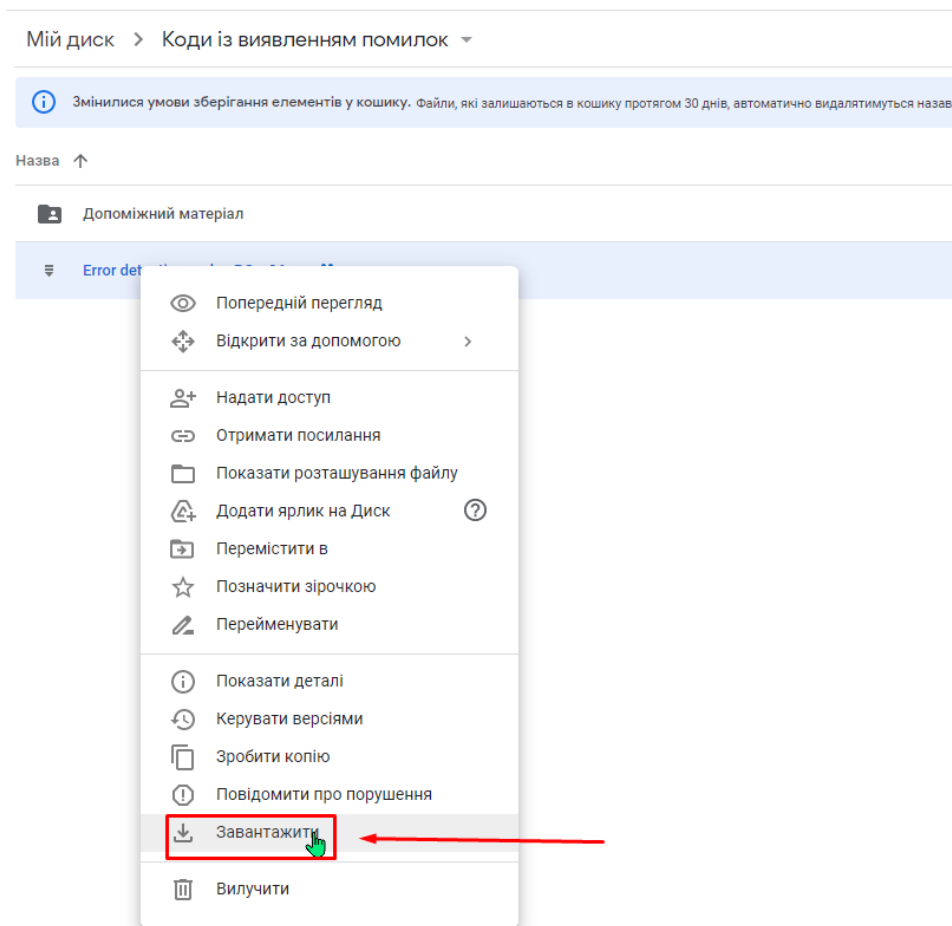 Мій диск > Коди із виявленням помилок
Змінилися умови зберігання елементів у кошику. Файли, які залишаються в кошику протягом 30 днів, автоматично видалятимуться назав
Назва
Допоміжний матеріал
Error
Попередній перегляд
Відкрити за допомогою
Надати доступ
Отримати посилання
Показати розташування файлу
Додати ярлик на Диск
Перемістити в
Позначити зірочкою
Перейменувати
Показати деталі
Керувати версіями
Зробити копію
Повідомити про порушення
Завантажити
Вилучити